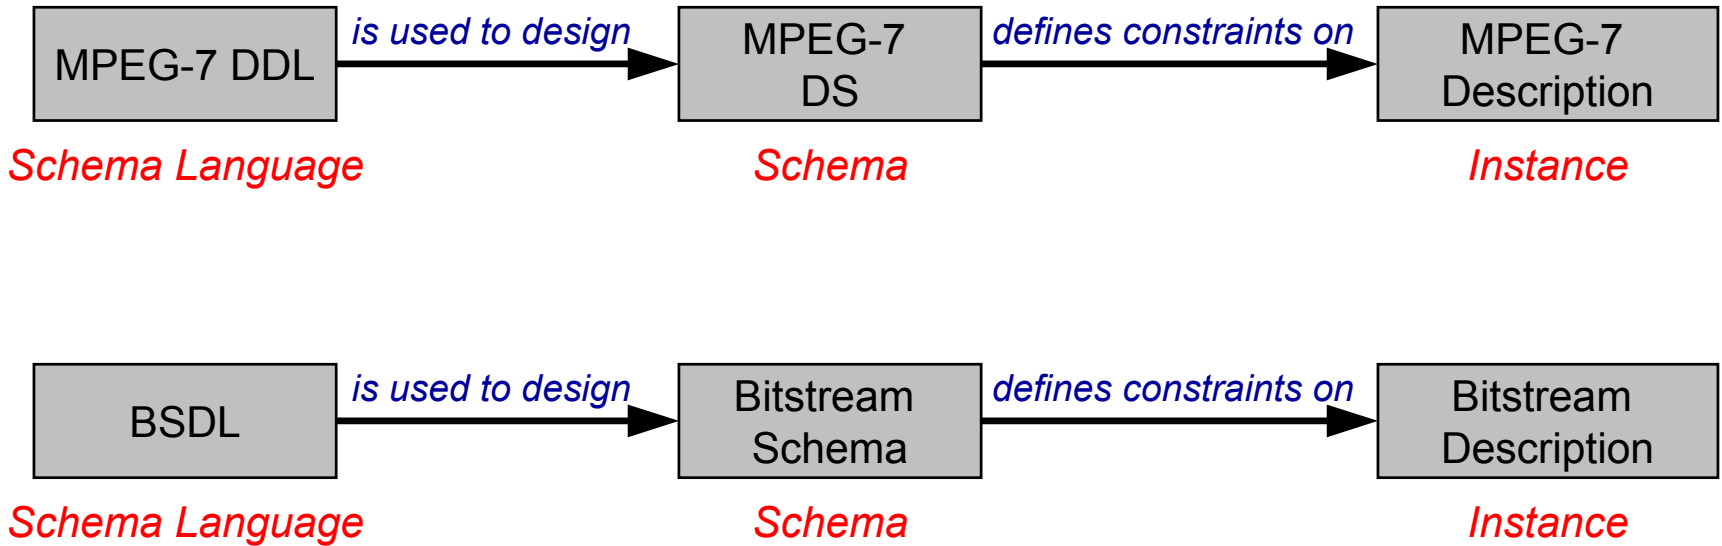 is used to design
defines constraints on
MPEG-7 DDL
MPEG-7
DS
MPEG-7
Description
Schema Language
Schema
Instance
is used to design
defines constraints on
BSDL
Bitstream
Schema
Bitstream
Description
Schema Language
Schema
Instance